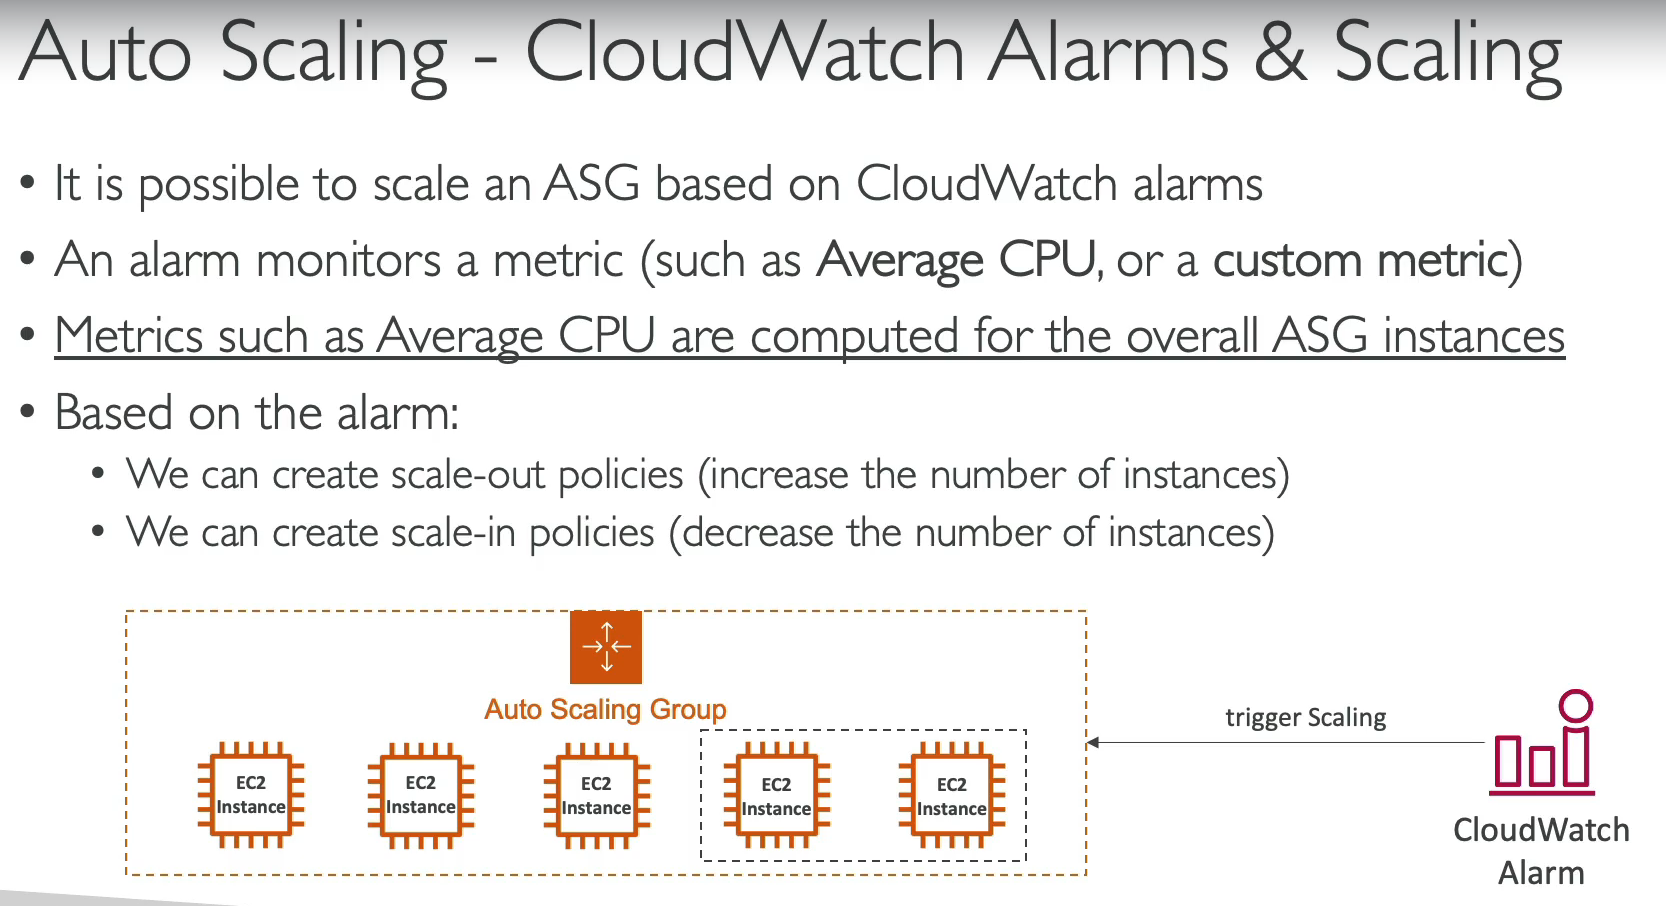 Auto Scaling - CloudWatch Alarms & Scaling
• It is possible to scale an ASG based on CloudWatch alarms
• An alarm monitors a metric (such as Average CPU, or a custom metric)
• Metrics such as Average CPU are computed for the overall ASG instances
• Based on the alarm:
• We can create scale-out policies (increase the number of instances)
• We can create scale-in policies (decrease the number of instances)
Auto Scaling Group
EC2
Instance
EC2
Instance
EC2
Instance
EC2
Instance
EC2
Instance
trigger Scaling
CloudWatch
Alarm